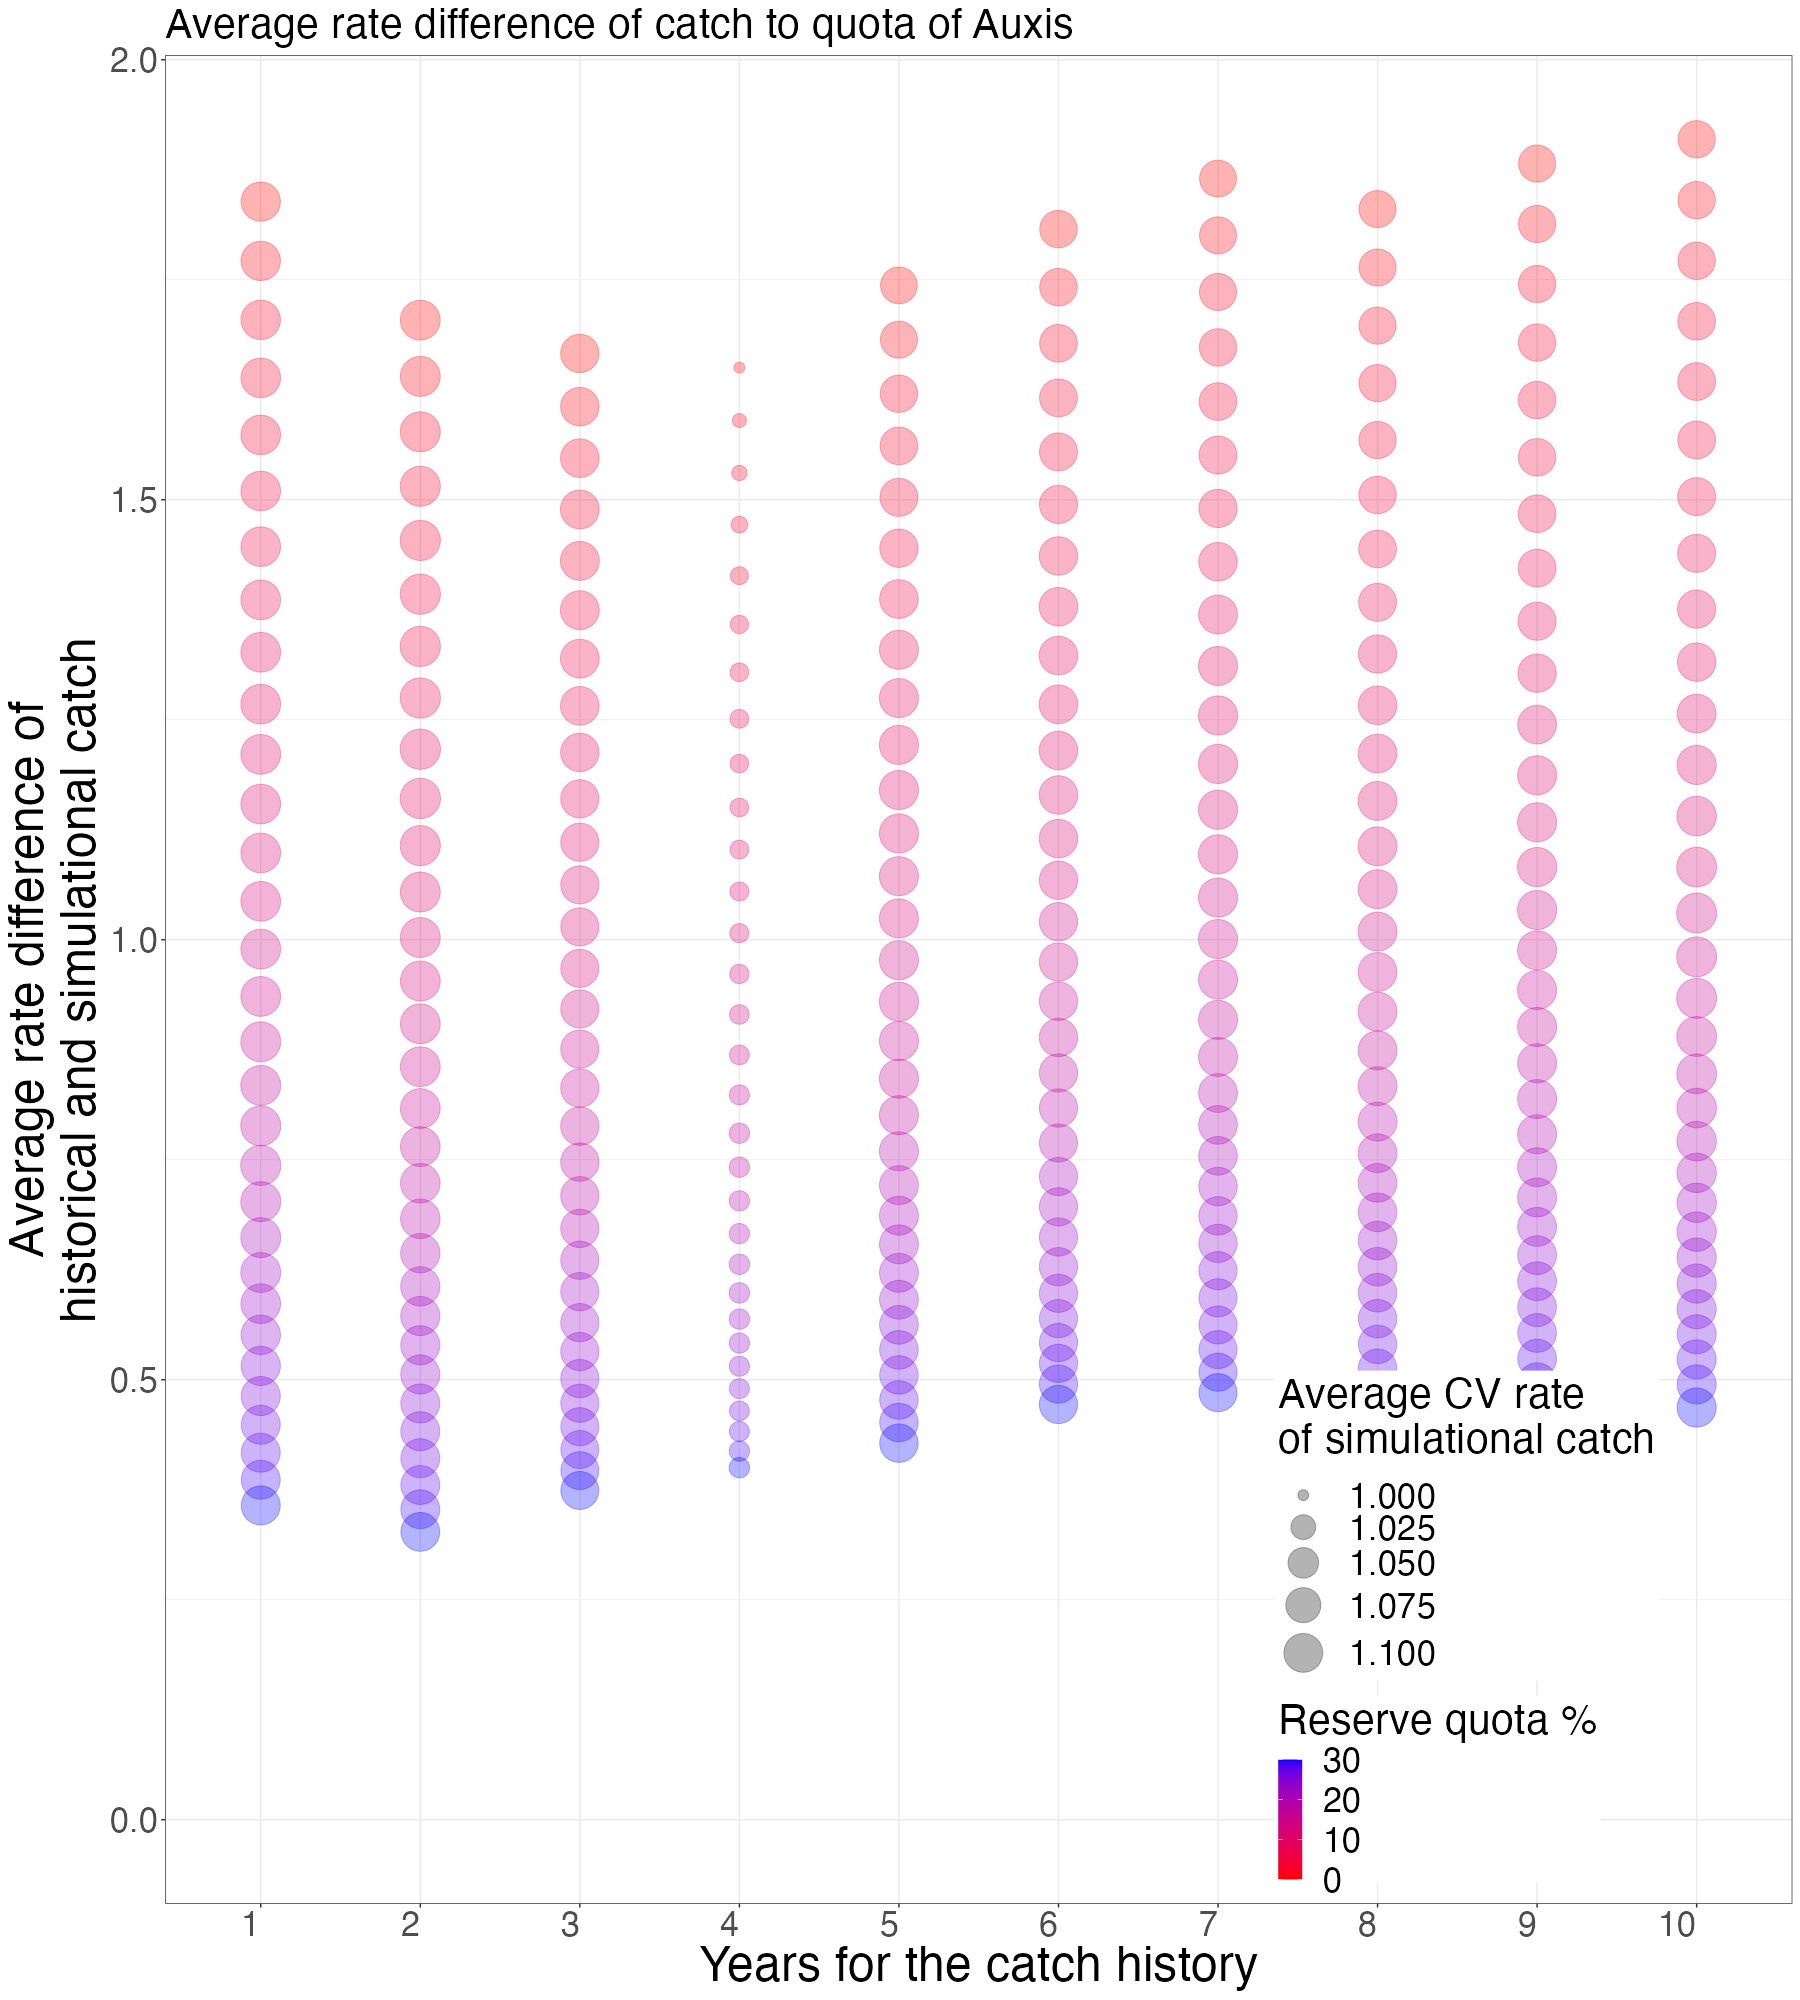 Average rate difference of catch to quota of Auxis
Average rate difference of
historical and simulational catch
2.0
1.5
1.0
0.5
0.0
Average CV rate
of simulational catch
1.000
1.025
1.050
1.075
1.100
Reserve quota %
30
20
10
0
1 2 3 4 5 6 7 8 9 10
Years for the catch history